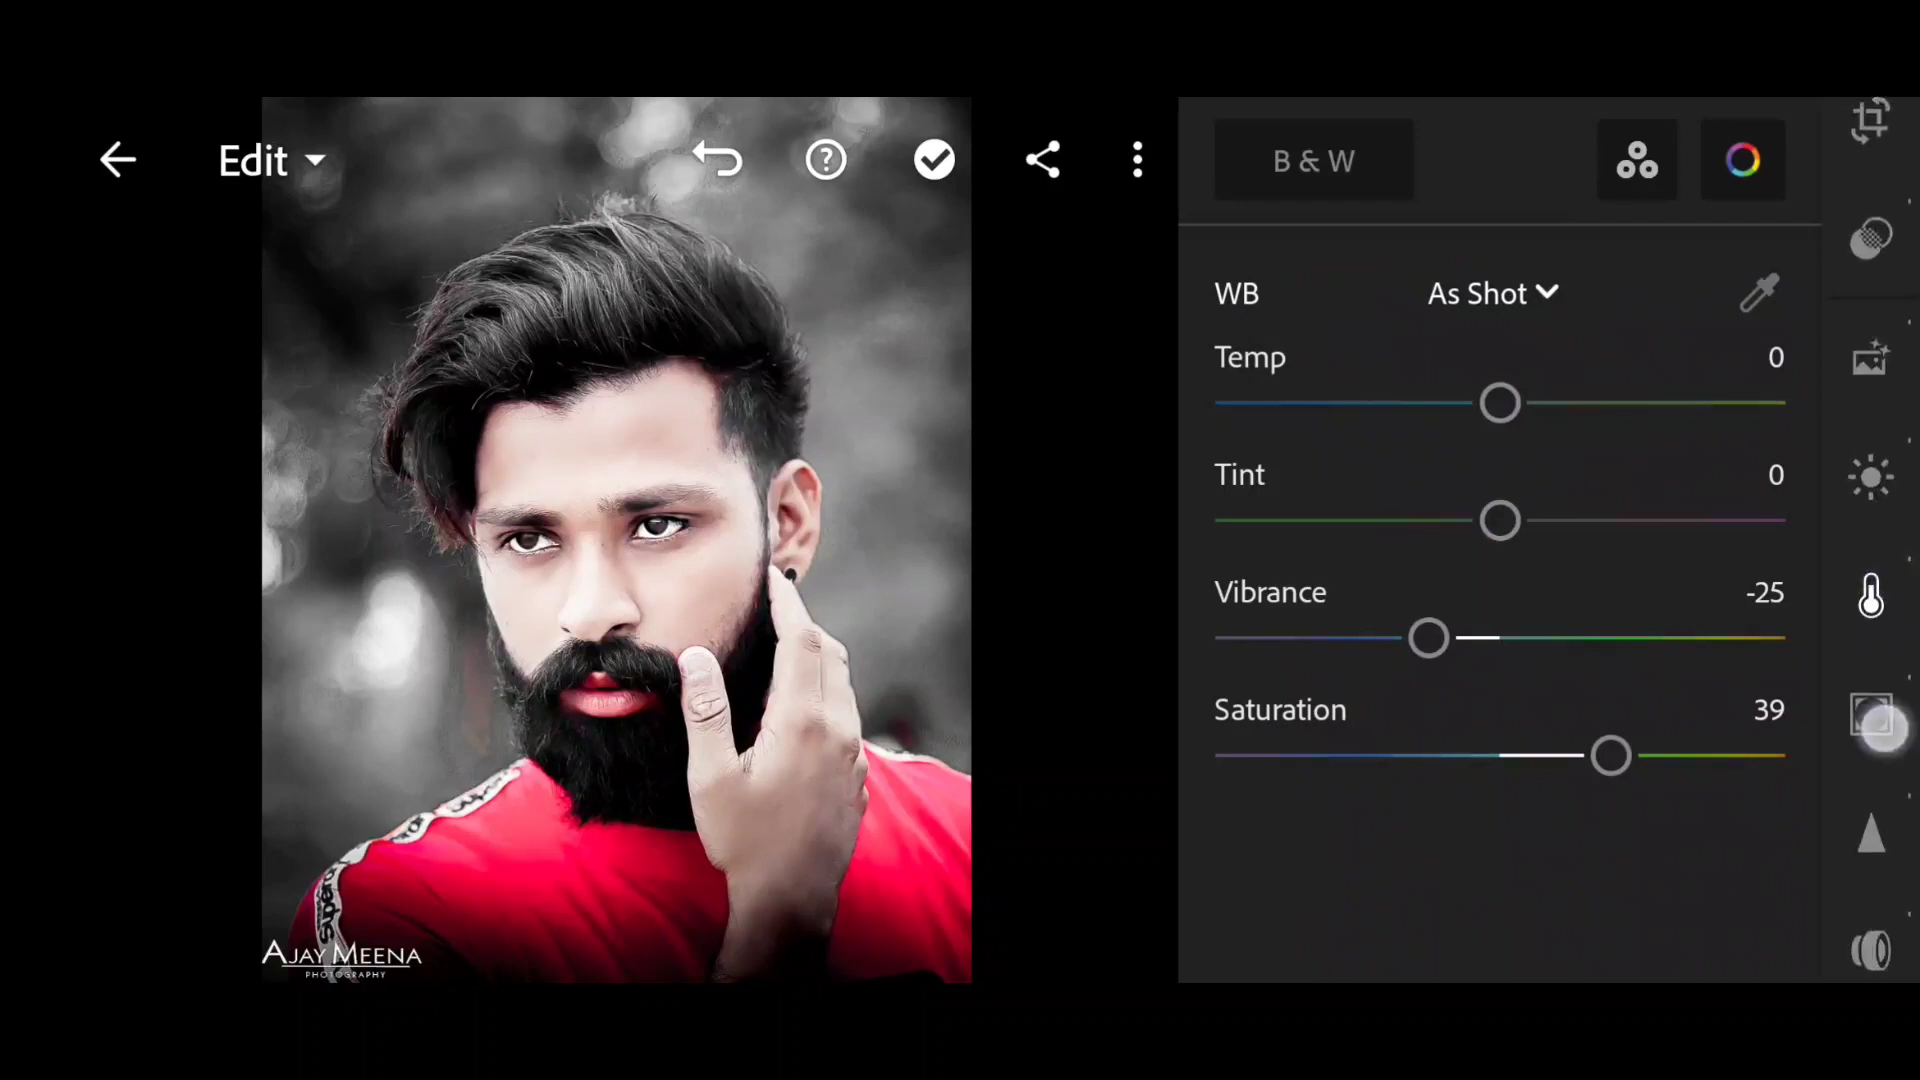 Edit
B & W
WB As Shot
Temp 0
Tint 0
Vibrance -25
Saturation 39
AJAY MEENA
PHOTOGRAPHY